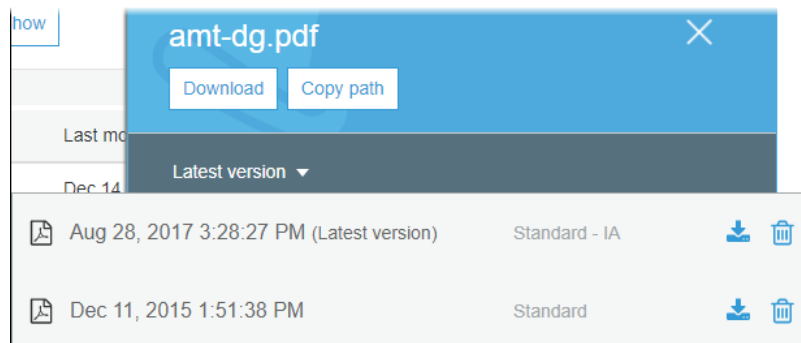 how
amt-dg.pdf
Download Copy path
Last mo
Latest version
Dec 14
Aug 28, 2017 3:28:27 PM (Latest version) Standard - IA
Dec 11, 2015 1:51:38 PM Standard